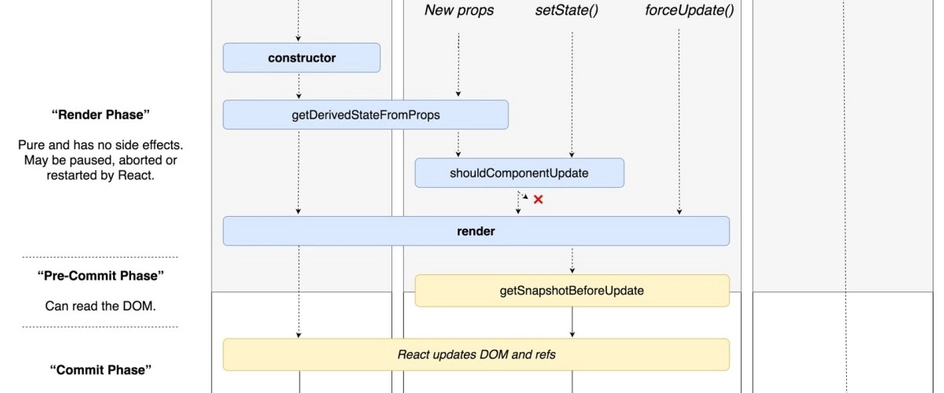 New props
setState()
forceUpdate()
constructor
“Render Phase”
getDerivedStateFromProps
Pure and has no side effects.
May be paused, aborted or
restarted by React.
shouldComponentUpdate
render
“Pre-Commit Phase”
getSnapshotBeforeUpdate
Can read the DOM.
React updates DOM and refs
“Commit Phase”